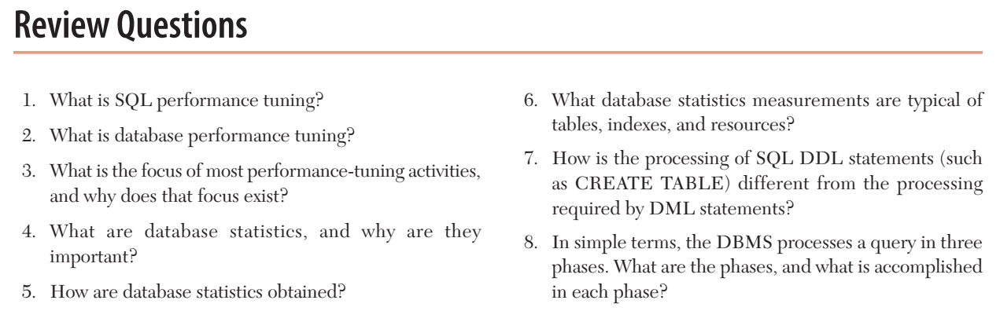 Review Questions
1. What is SQL performance tuning?
2. What is database performance tuning?
3. What is the focus of most performance-tuning activities,
and why does that focus exist?
4. What are database statistics, and why are they
important?
5. How are database statistics obtained?
6. What database statistics measurements are typical of
tables, indexes, and resources?
7. How is the processing of SQL DDL statements (such
as CREATE TABLE) different from the processing
required by DML statements?
8. In simple terms, the DBMS processes a query in three
phases. What are the phases, and what is accomplished
in each phase?